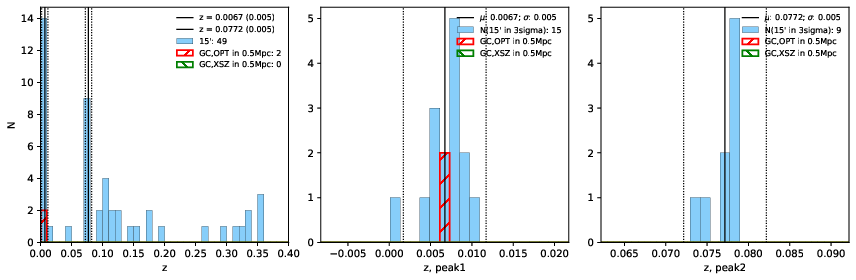 z = 0.0067 (0.005)
z = 0.0772 (0.005)
15': 49
GC,OPT in 0.5Mpc: 2
GC,XSZ in 0.5Mpc: 0
14
12
10
8
6
4
2
0
N
0.00 0.05 0.10 0.15 0.20 0.25 0.30 0.35 0.40
z
μ: 0.0067; σ: 0.005
N(15' in 3sigma): 15
GC,OPT in 0.5Mpc
GC,XSZ in 0.5Mpc
5
4
3
2
1
0
−0.005 0.000 0.005 0.010 0.015 0.020
z, peak1
μ: 0.0772; σ: 0.005
N(15' in 3sigma): 9
GC,OPT in 0.5Mpc
GC,XSZ in 0.5Mpc
5
4
3
2
1
0
0.065 0.070 0.075 0.080 0.085 0.090
z, peak2